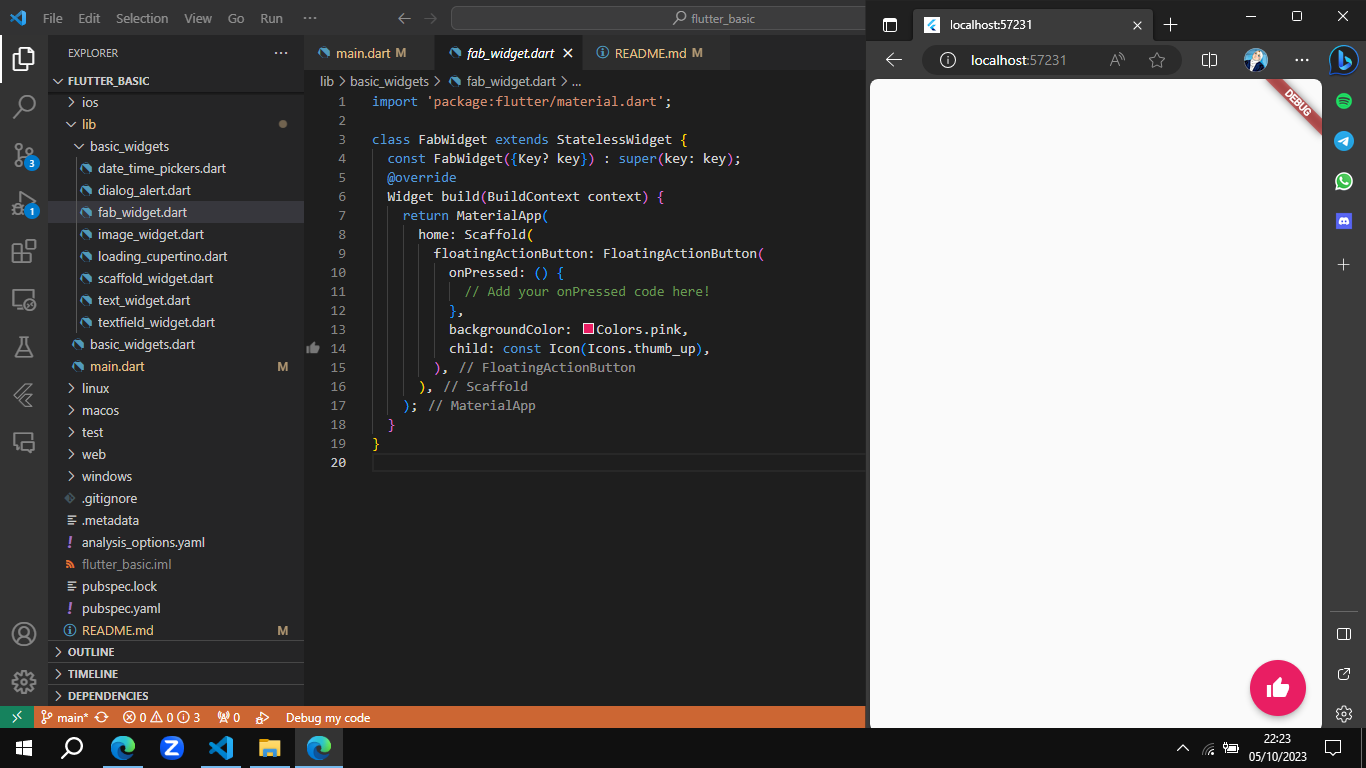 File Edit Selection View Go Run ···
flutter_basic
localhost:57231
localhost:57231
EXPLORER
FLUTTER_BASIC
ios
lib
basic_widgets
date_time_pickers.dart
dialog_alert.dart
fab_widget.dart
image_widget.dart
loading_cupertino.dart
scaffold_widget.dart
text_widget.dart
textfield_widget.dart
basic_widgets.dart
main.dart M
linux
macos
test
web
windows
.gitignore
.metadata
analysis_options.yaml
flutter_basic.iml
pubspec.lock
pubspec.yaml
README.md M
OUTLINE
TIMELINE
DEPENDENCIES
3
1
main.dart M fab_widget.dart README.md M
lib > basic_widgets > fab_widget.dart > ...
1 import 'package:flutter/material.dart';
2
3 class FabWidget extends StatelessWidget {
4 const FabWidget({Key? key}) : super(key: key);
5 @override
6 Widget build(BuildContext context) {
7 return MaterialApp(
8 home: Scaffold(
9 floatingActionButton: FloatingActionButton(
10 onPressed: () {
11 // Add your onPressed code here!
12 },
13 backgroundColor: Colors.pink,
14 child: const Icon(Icons.thumb_up),
15 ), // FloatingActionButton
16 ), // Scaffold
17 ); // MaterialApp
18 }
19 }
20
DEBUG
main* 0 0 3 0 Debug my code
22:23
05/10/2023